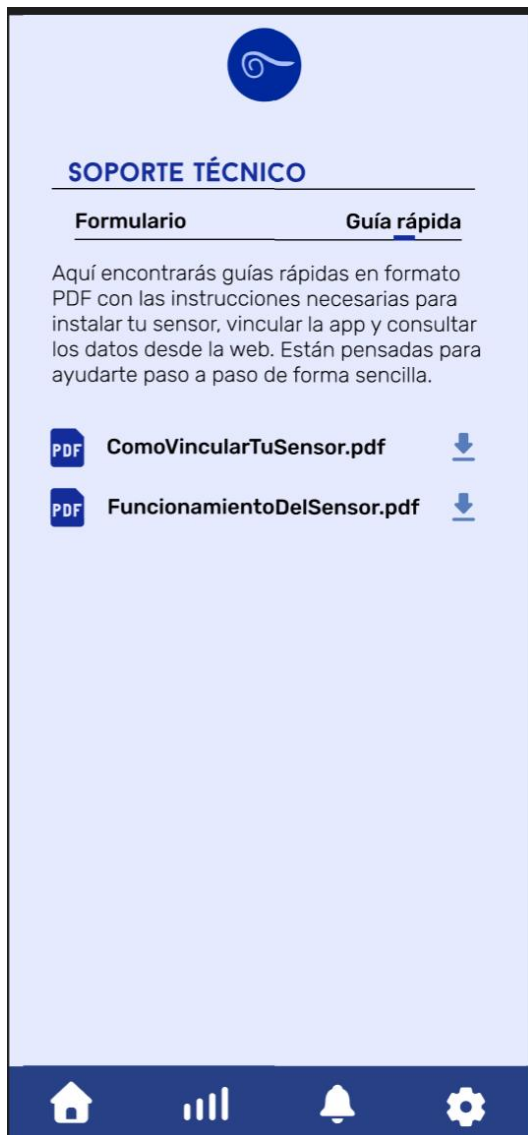 SOPORTE TÉCNICO
Formulario
Guía rápida
Aquí encontrarás guías rápidas en formato
PDF con las instrucciones necesarias para
instalar tu sensor, vincular la app y consultar
los datos desde la web. Están pensadas para
ayudarte paso a paso de forma sencilla.
PDF ComoVincularTuSensor.pdf
PDF FuncionamientoDelSensor.pdf